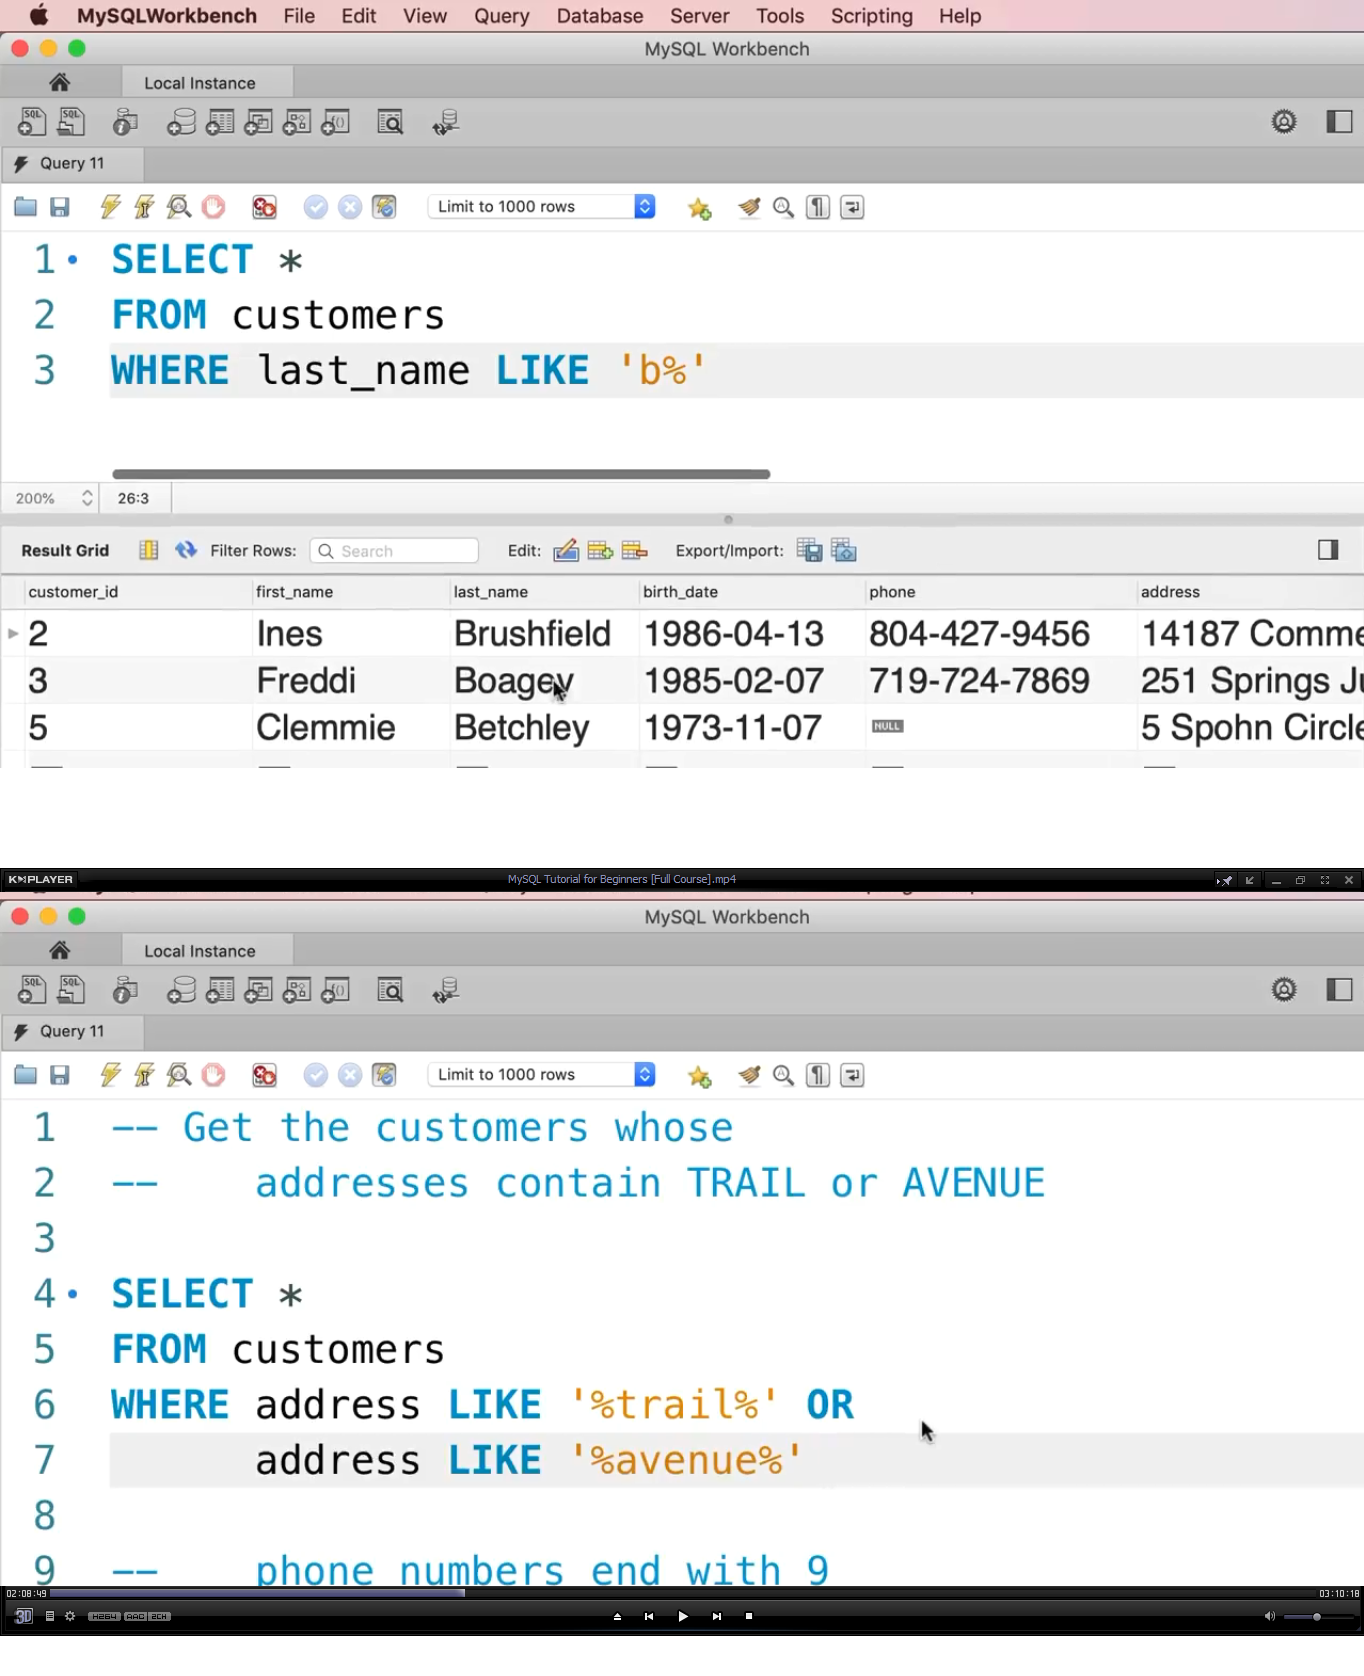 MySQLWorkbench File Edit View Query Database Server Tools Scripting Help
MySQL Workbench
Local Instance
Query 11
Limit to 1000 rows
1 SELECT *
2 FROM customers
3 WHERE last_name LIKE 'b%'
200% 26:3
Result Grid Filter Rows: Search Edit: Export/Import:
customer_id first_name last_name birth_date phone address
2 Ines Brushfield 1986-04-13 804-427-9456 14187 Comme
3 Freddi Boagey 1985-02-07 719-724-7869 251 Springs Ju
5 Clemmie Betchley 1973-11-07 NULL 5 Spohn Circle
KMPLAYER MySQL Tutorial for Beginners [Full Course].mp4
MySQL Workbench
Local Instance
Query 11
Limit to 1000 rows
1 -- Get the customers whose
2 -- addresses contain TRAIL or AVENUE
3
4 SELECT *
5 FROM customers
6 WHERE address LIKE '%trail%' OR
7 address LIKE '%avenue%'
8
9 -- phone numbers end with 9
02:08:49 03:10:18
3D H264 AAC 2CH